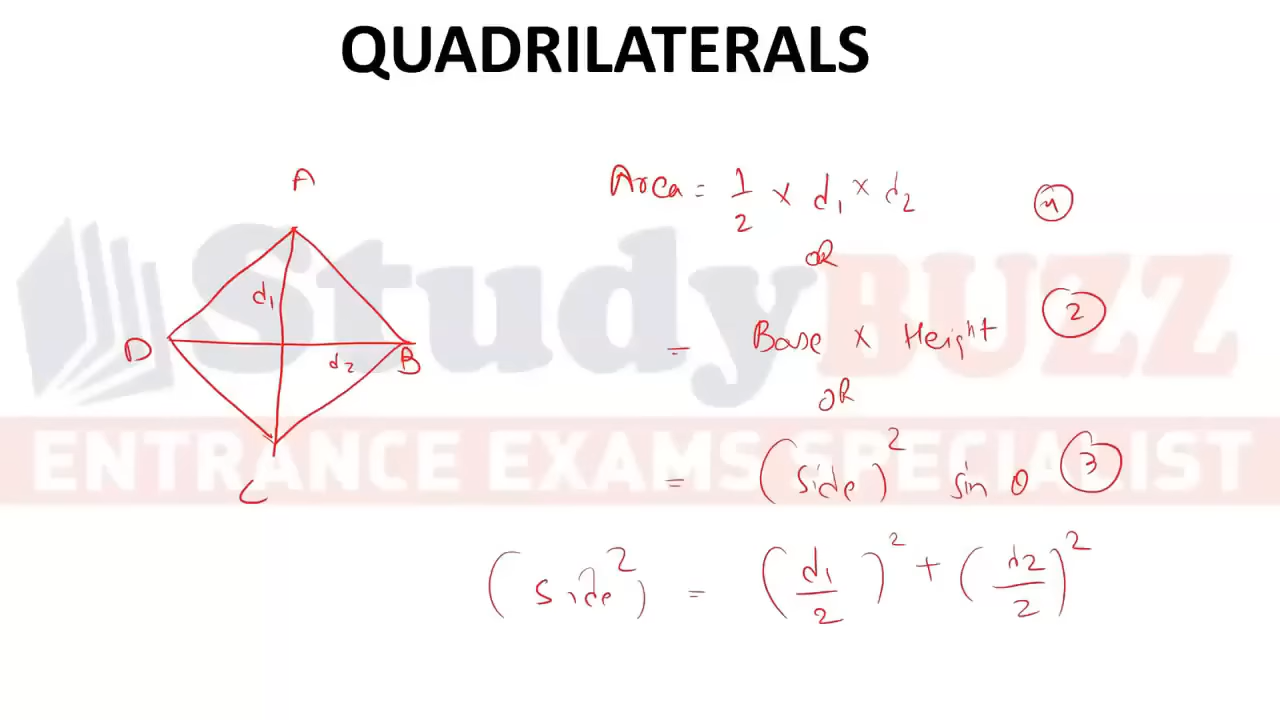 QUADRILATERALS
A
Area = 1/2 × d1 × d2
OR
d1
= Base × Height 2
D
d2
B
OR
= (Side)² sin θ 3
C
(Side²) = (d1/2)² + (d2/2)²
StudyBUZZ
ENTRANCE EXAMS SPECIALIST